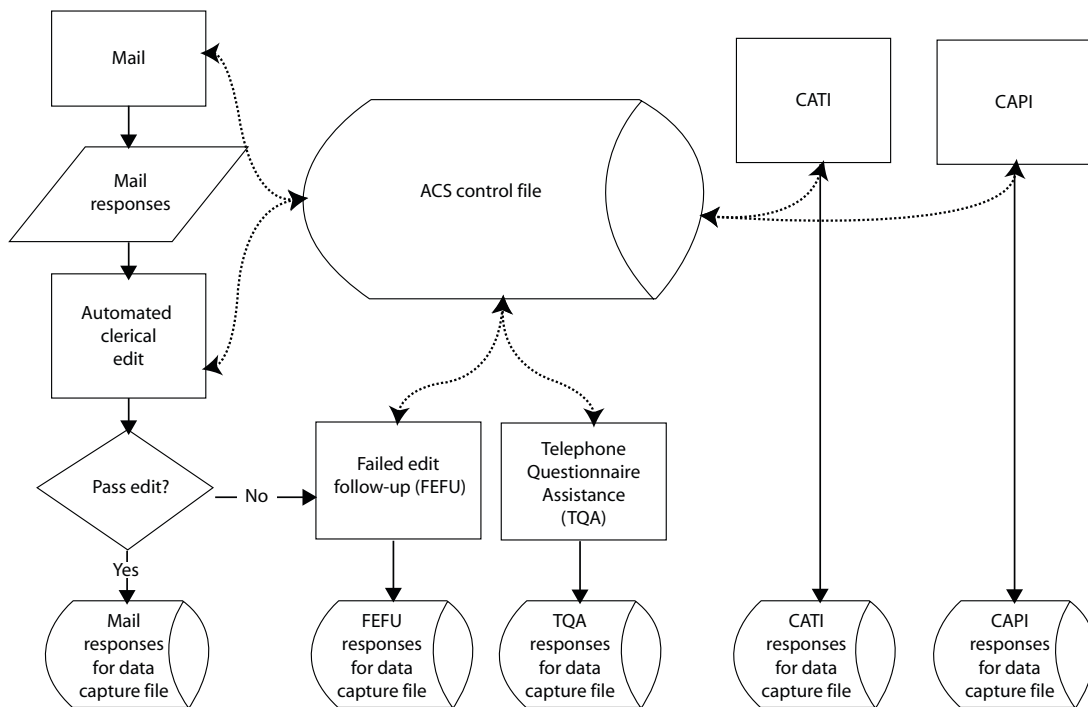 Mail
Mail
responses
Automated
clerical
edit
Pass edit?
No
Yes
Mail
responses
for data
capture file
ACS control file
Failed edit
follow-up (FEFU)
FEFU
responses
for data
capture file
Telephone
Questionnaire
Assistance
(TQA)
TQA
responses
for data
capture file
CATI
CATI
responses
for data
capture file
CAPI
CAPI
responses
for data
capture file